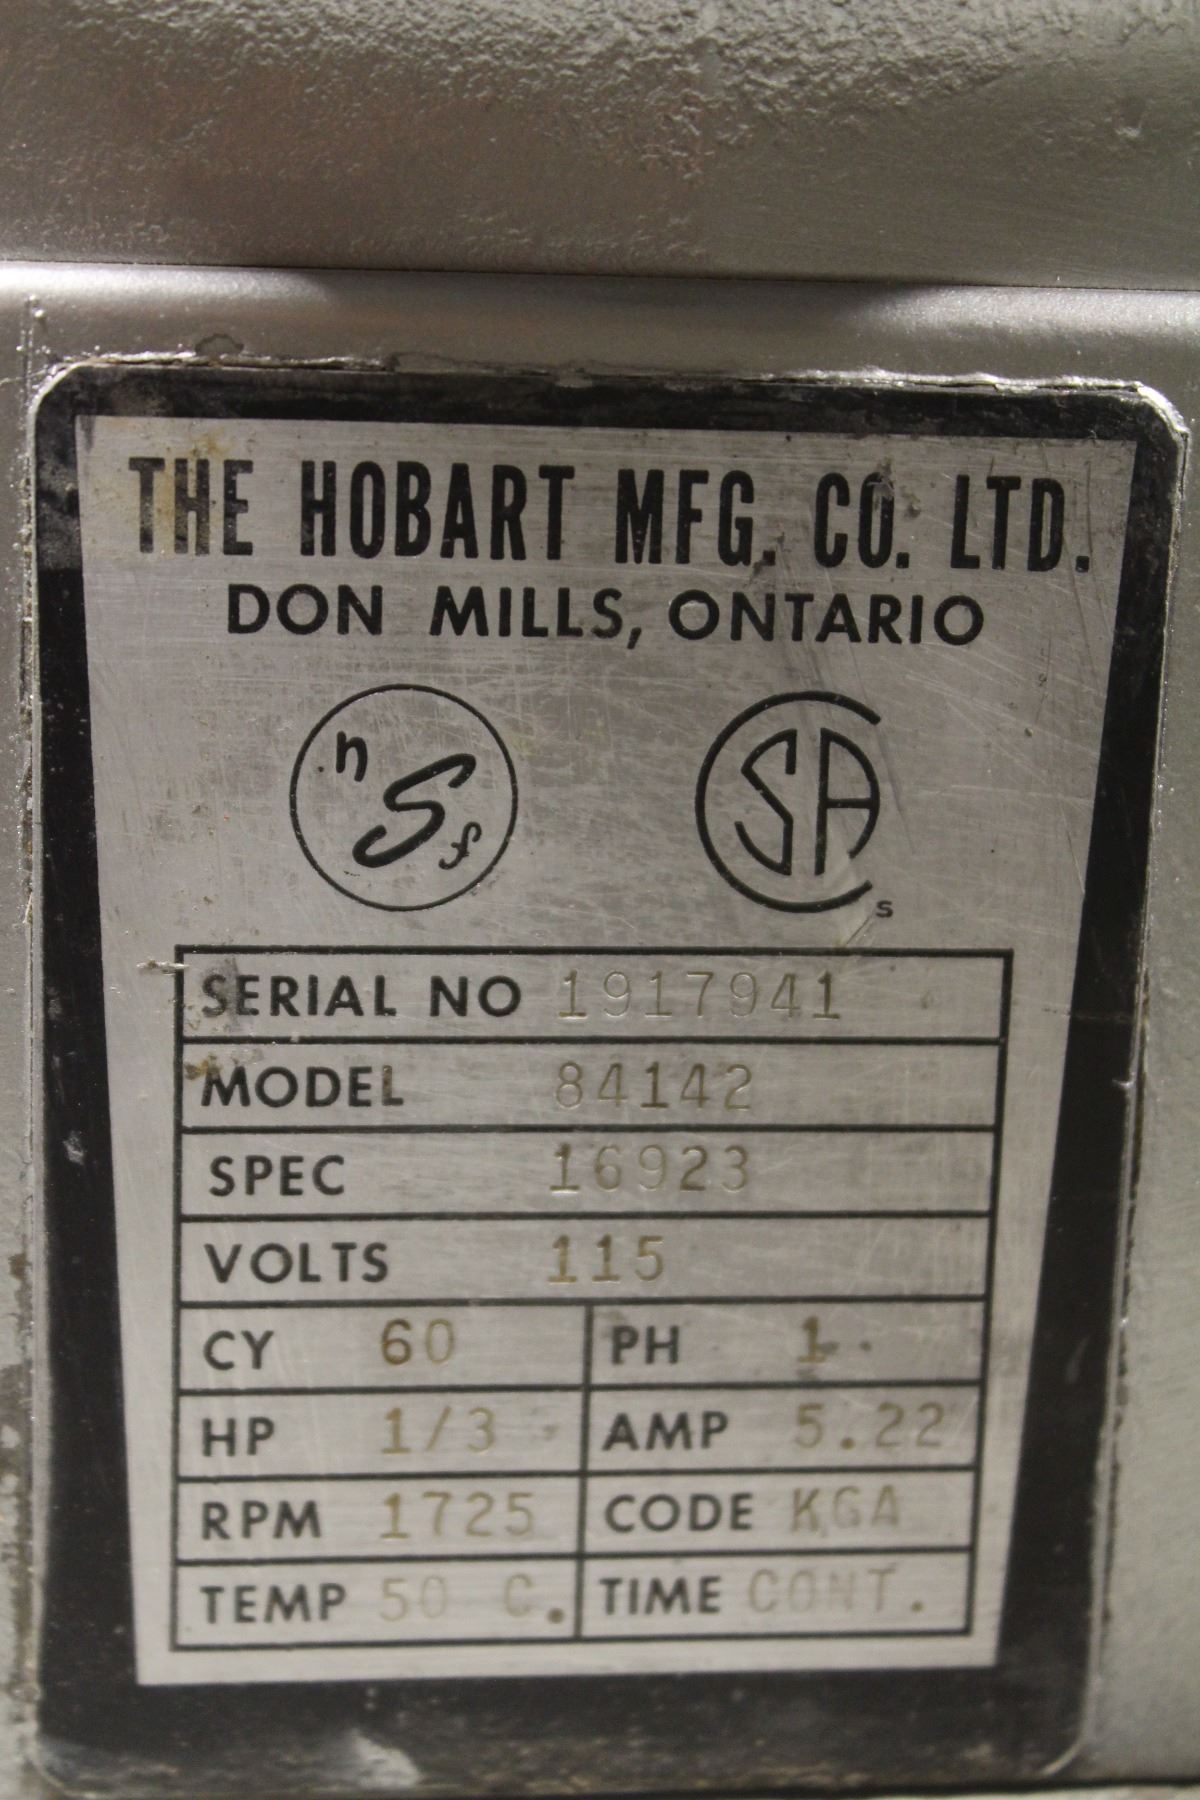 THE HOBART MFG. CO. LTD.
DON MILLS, ONTARIO
n S f
CSA
s
SERIAL NO 1917941
MODEL 84142
SPEC 16923
VOLTS 115
CY 60 PH 1
HP 1/3 AMP 5.22
RPM 1725 CODE KGA
TEMP 50 C. TIME CONT.